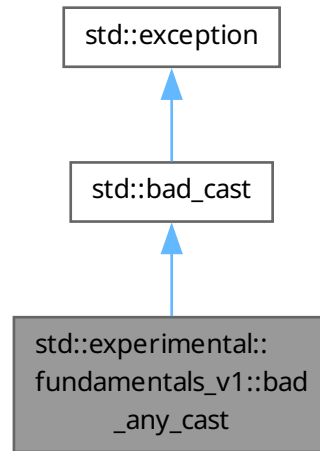 std::exception
std::bad_cast
std::experimental::
fundamentals_v1::bad
_any_cast